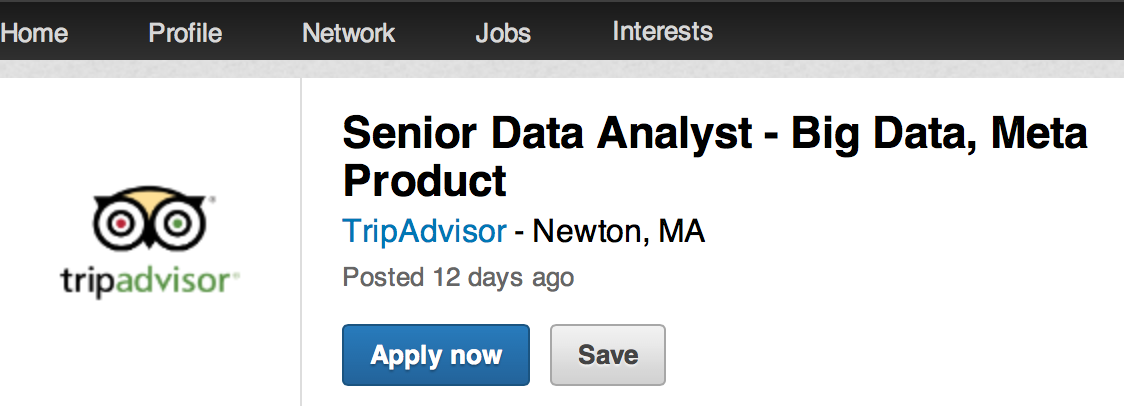 Home Profile Network Jobs Interests
Senior Data Analyst - Big Data, Meta
Product
TripAdvisor - Newton, MA
Posted 12 days ago
tripadvisor®
Apply now Save